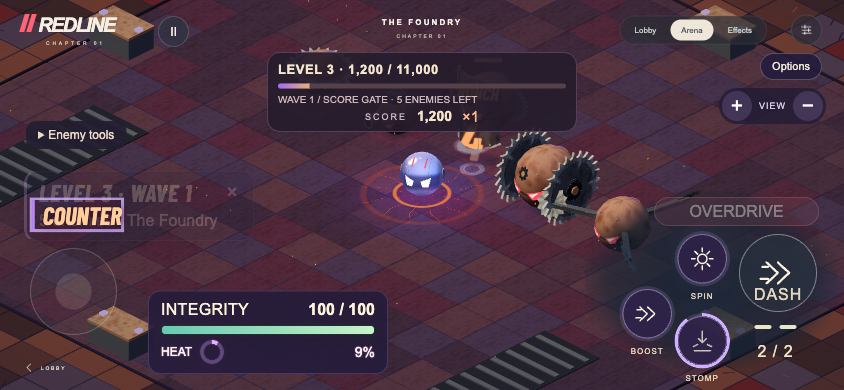 REDLINE
CHAPTER 01
THE FOUNDRY
CHAPTER 01
Lobby Arena Effects
Options
+ VIEW −
LEVEL 3 · 1,200 / 11,000
WAVE 1 / SCORE GATE · 5 ENEMIES LEFT
SCORE 1,200 ×1
Enemy tools
LEVEL 3 · WAVE 1 ×
COUNTER The Foundry
OVERDRIVE
SPIN
DASH
BOOST
2 / 2
STOMP
INTEGRITY 100 / 100
HEAT 9%
LOBBY